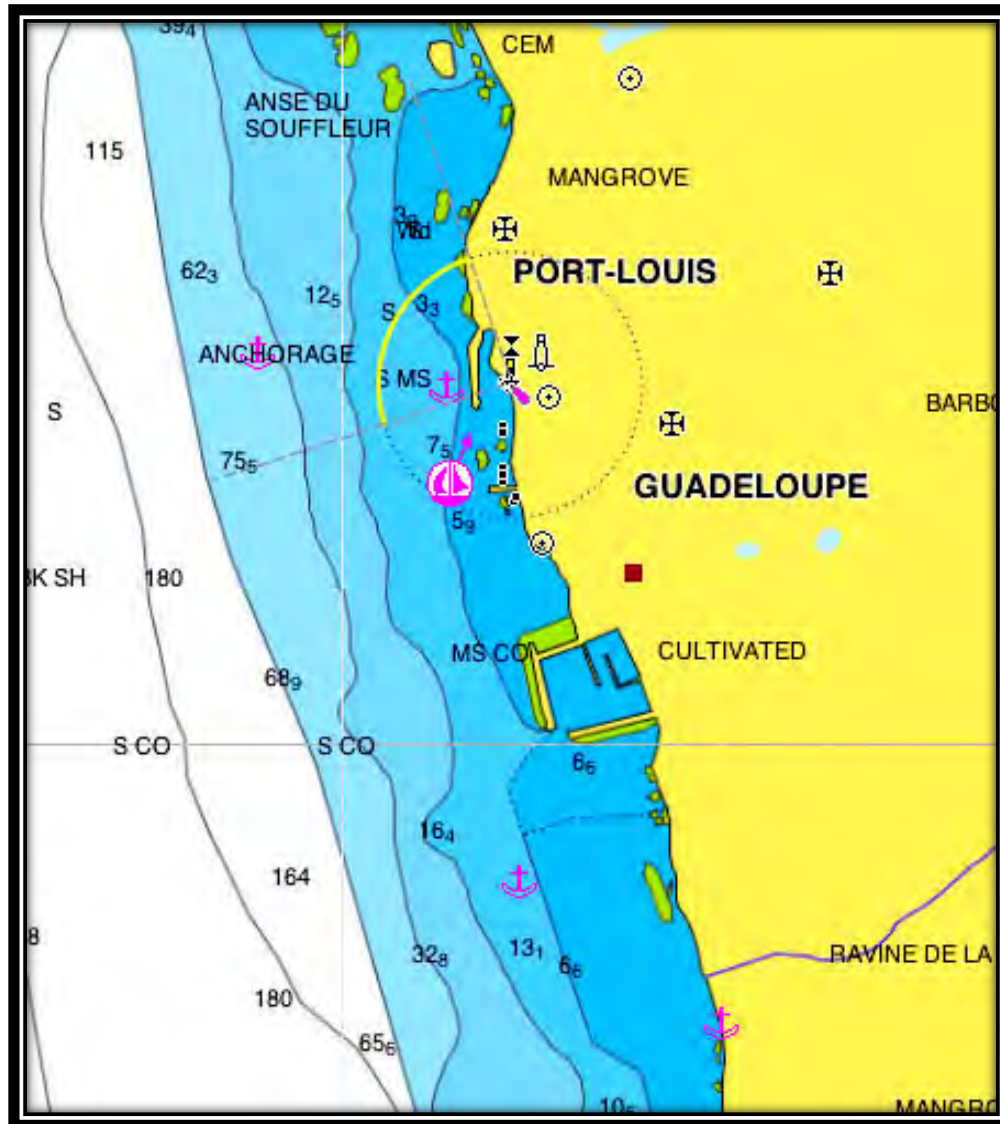 39₄
CEM
ANSE DU
SOUFFLEUR
115
MANGROVE
PORT-LOUIS
62₃
12₅
3₃
S
ANCHORAGE
S MS
S
BARBO
7₅
75₅
GUADELOUPE
5₉
BK SH
180
MS CO
CULTIVATED
68₉
S CO
S CO
6₆
16₄
164
8
32₈
13₁
6₆
RAVINE DE LA
180
65₆
10₅
MANGRO